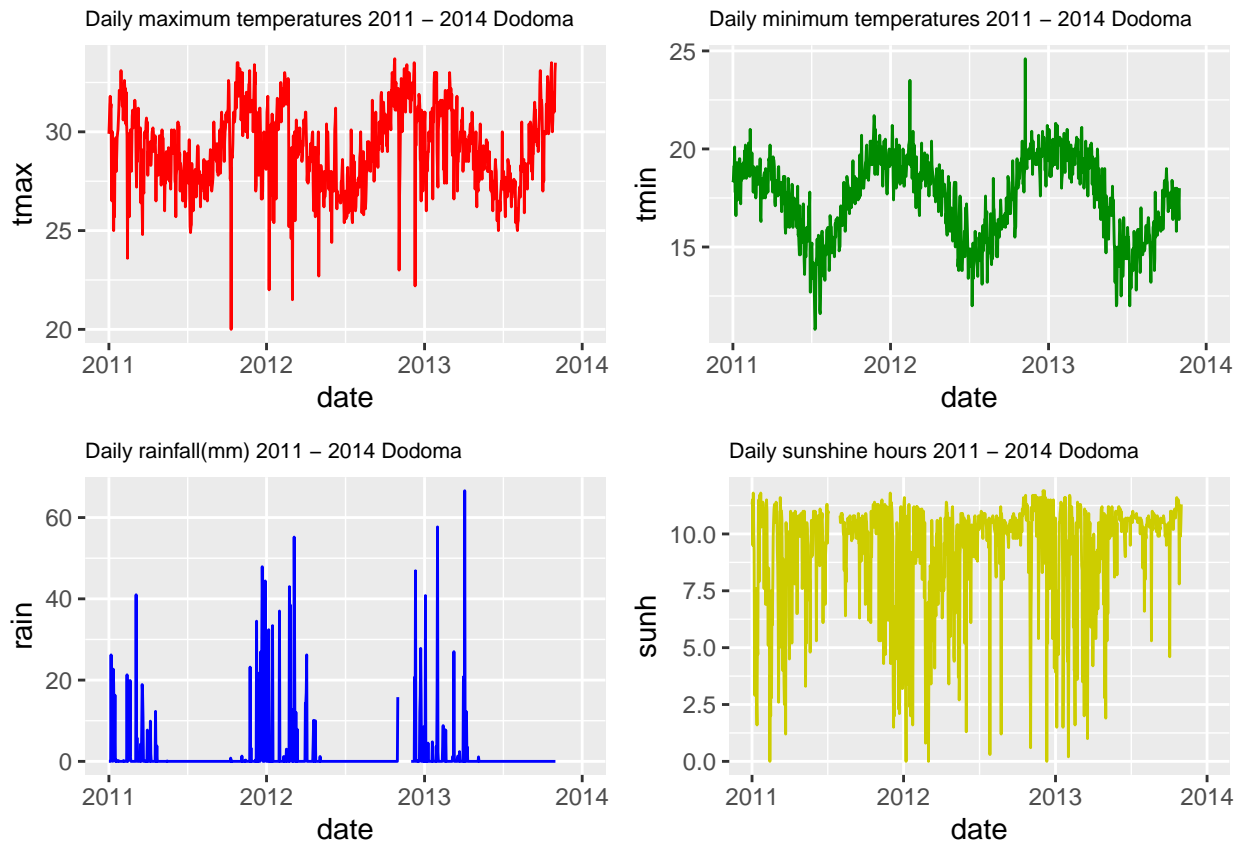 Daily maximum temperatures 2011 − 2014 Dodoma
30
25
20
tmax
2011 2012 2013 2014
date
Daily minimum temperatures 2011 − 2014 Dodoma
25
20
15
tmin
2011 2012 2013 2014
date
Daily rainfall(mm) 2011 − 2014 Dodoma
60
40
20
0
rain
2011 2012 2013 2014
date
Daily sunshine hours 2011 − 2014 Dodoma
10.0
7.5
5.0
2.5
0.0
sunh
2011 2012 2013 2014
date